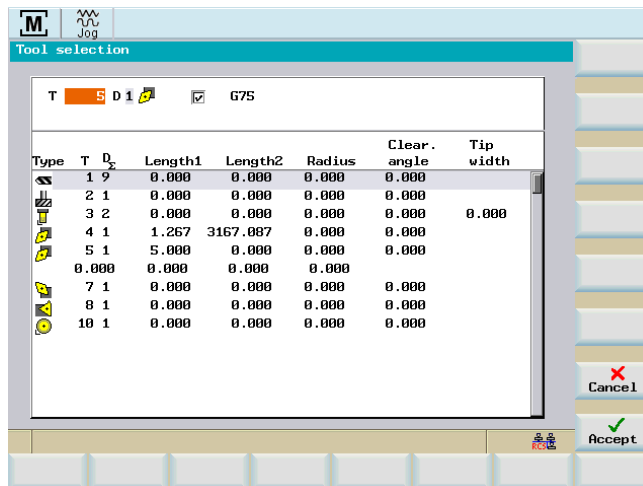 M
Jog
Tool selection
T 5 D 1 G75
Clear. Tip
Type T DΣ Length1 Length2 Radius angle width
1 9 0.000 0.000 0.000 0.000
2 1 0.000 0.000 0.000 0.000
3 2 0.000 0.000 0.000 0.000 0.000
4 1 1.267 3167.087 0.000 0.000
5 1 5.000 0.000 0.000 0.000
0.000 0.000 0.000 0.000
7 1 0.000 0.000 0.000 0.000
8 1 0.000 0.000 0.000 0.000
10 1 0.000 0.000 0.000 0.000
Cancel
Accept
RCS